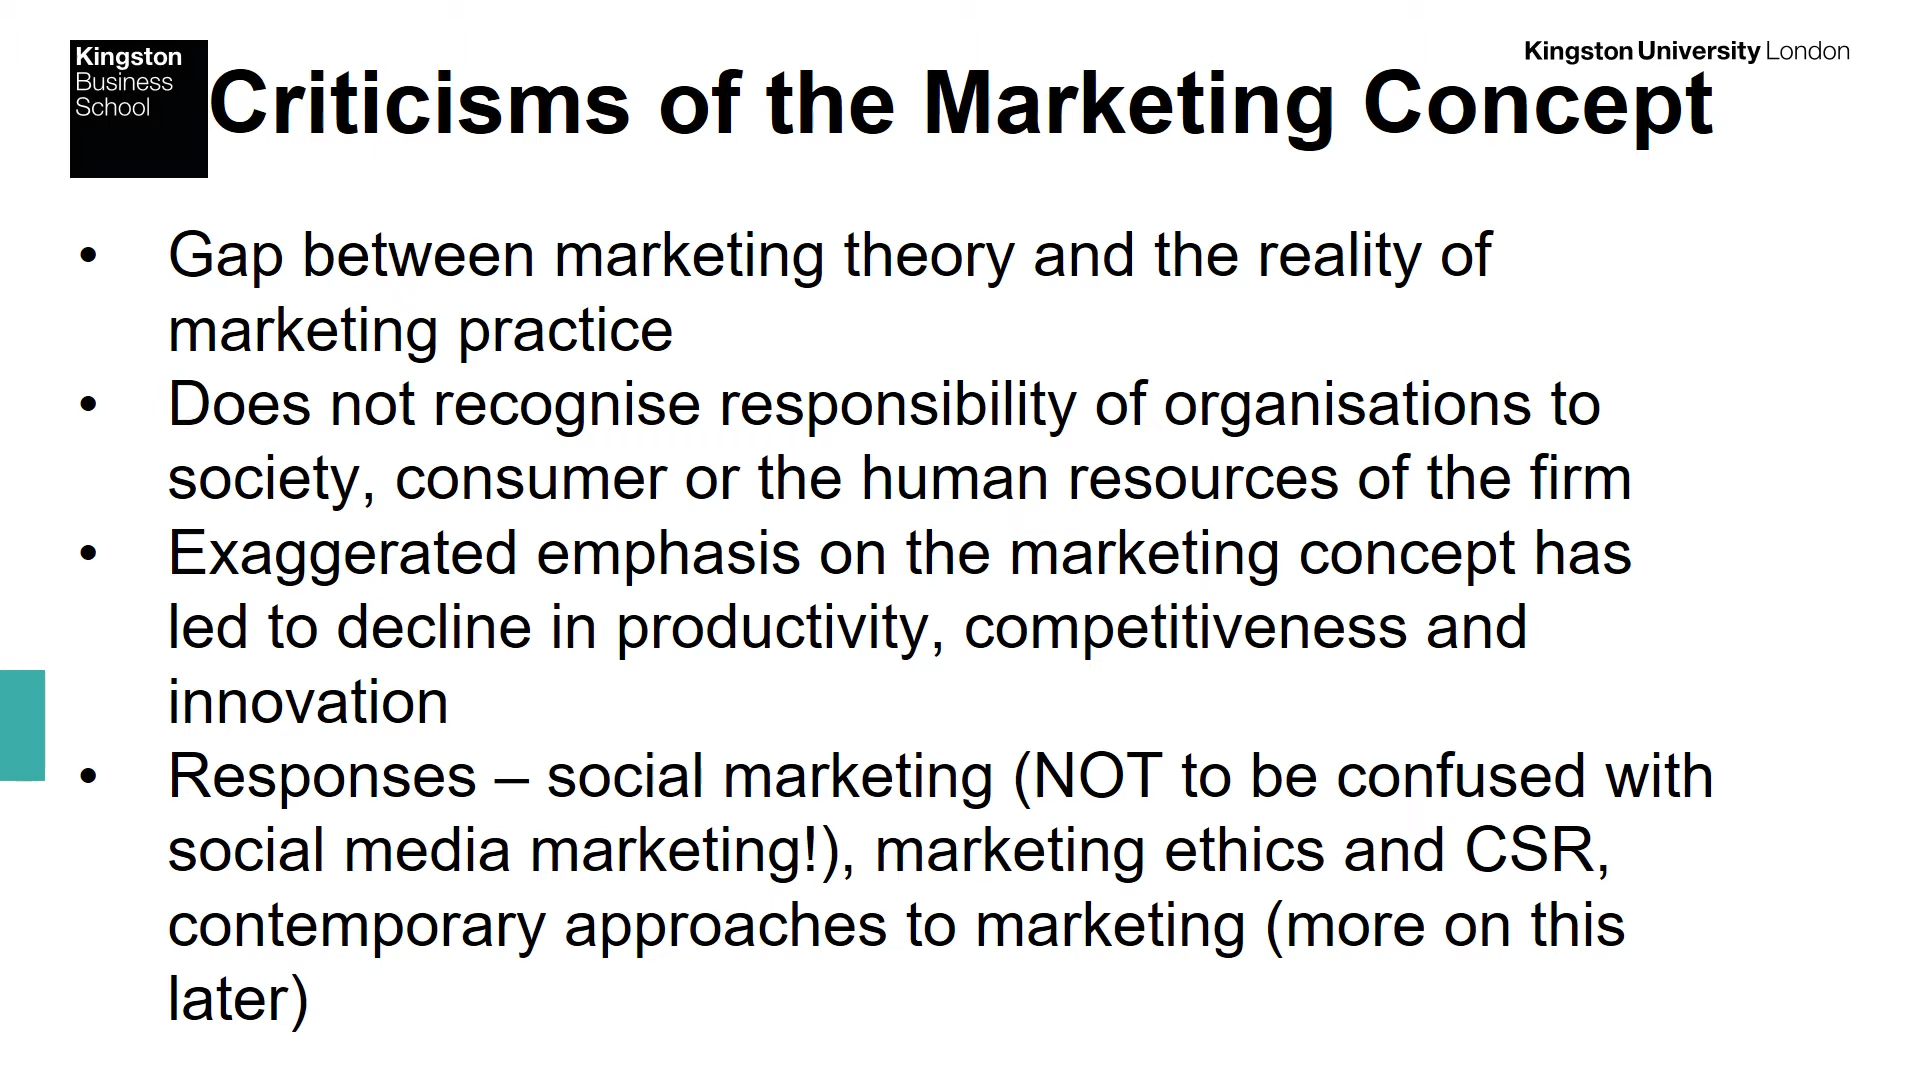 Kingston
Business
School
Kingston University London
Criticisms of the Marketing Concept
• Gap between marketing theory and the reality of
marketing practice
• Does not recognise responsibility of organisations to
society, consumer or the human resources of the firm
• Exaggerated emphasis on the marketing concept has
led to decline in productivity, competitiveness and
innovation
• Responses – social marketing (NOT to be confused with
social media marketing!), marketing ethics and CSR,
contemporary approaches to marketing (more on this
later)